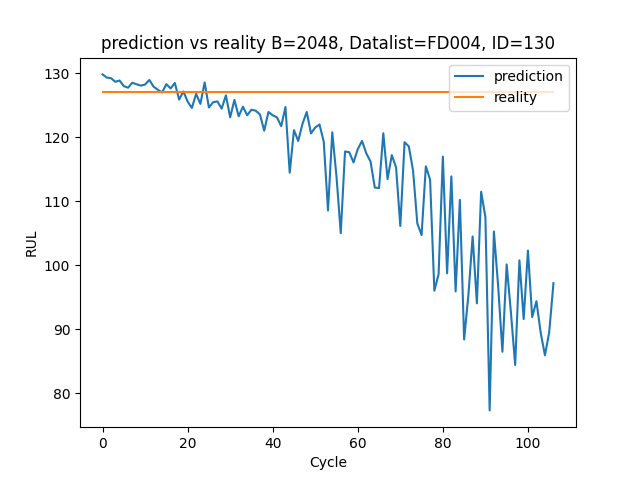 prediction vs reality B=2048, Datalist=FD004, ID=130
prediction
reality
130
120
110
100
90
80
RUL
0 20 40 60 80 100
Cycle